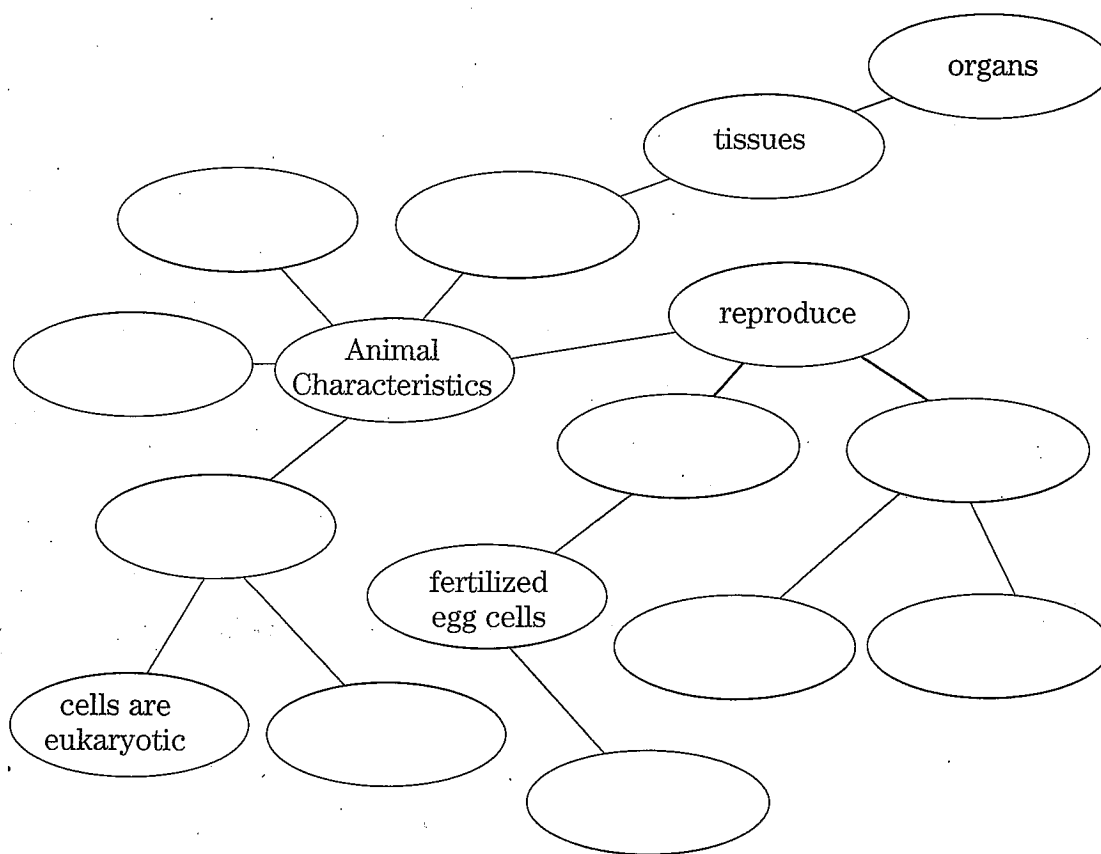 organs
tissues
reproduce
Animal
Characteristics
fertilized
egg cells
cells are
eukaryotic